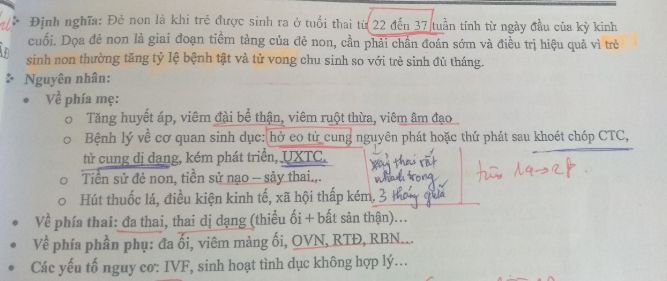 ❖ Định nghĩa: Đẻ non là khi trẻ được sinh ra ở tuổi thai từ 22 đến 37 tuần tính từ ngày đầu của kỳ kinh
cuối. Dọa đẻ non là giai đoạn tiềm tàng của đẻ non, cần phải chẩn đoán sớm và điều trị hiệu quả vì trẻ
sinh non thường tăng tỷ lệ bệnh tật và tử vong chu sinh so với trẻ sinh đủ tháng.
❖ Nguyên nhân:
• Về phía mẹ:
o Tăng huyết áp, viêm đài bể thận, viêm ruột thừa, viêm âm đạo
o Bệnh lý về cơ quan sinh dục: hở eo tử cung nguyên phát hoặc thứ phát sau khoét chóp CTC,
tử cung dị dạng, kém phát triển, UXTC.
o Tiền sử đẻ non, tiền sử nạo – sảy thai...
o Hút thuốc lá, điều kiện kinh tế, xã hội thấp kém,
xảy thai rất
nhanh trong
3 tháng giữa
• Về phía thai: đa thai, thai dị dạng (thiểu ối + bất sản thận)…
• Về phía phần phụ: đa ối, viêm màng ối, OVN, RTĐ, RBN…
• Các yếu tố nguy cơ: IVF, sinh hoạt tình dục không hợp lý…